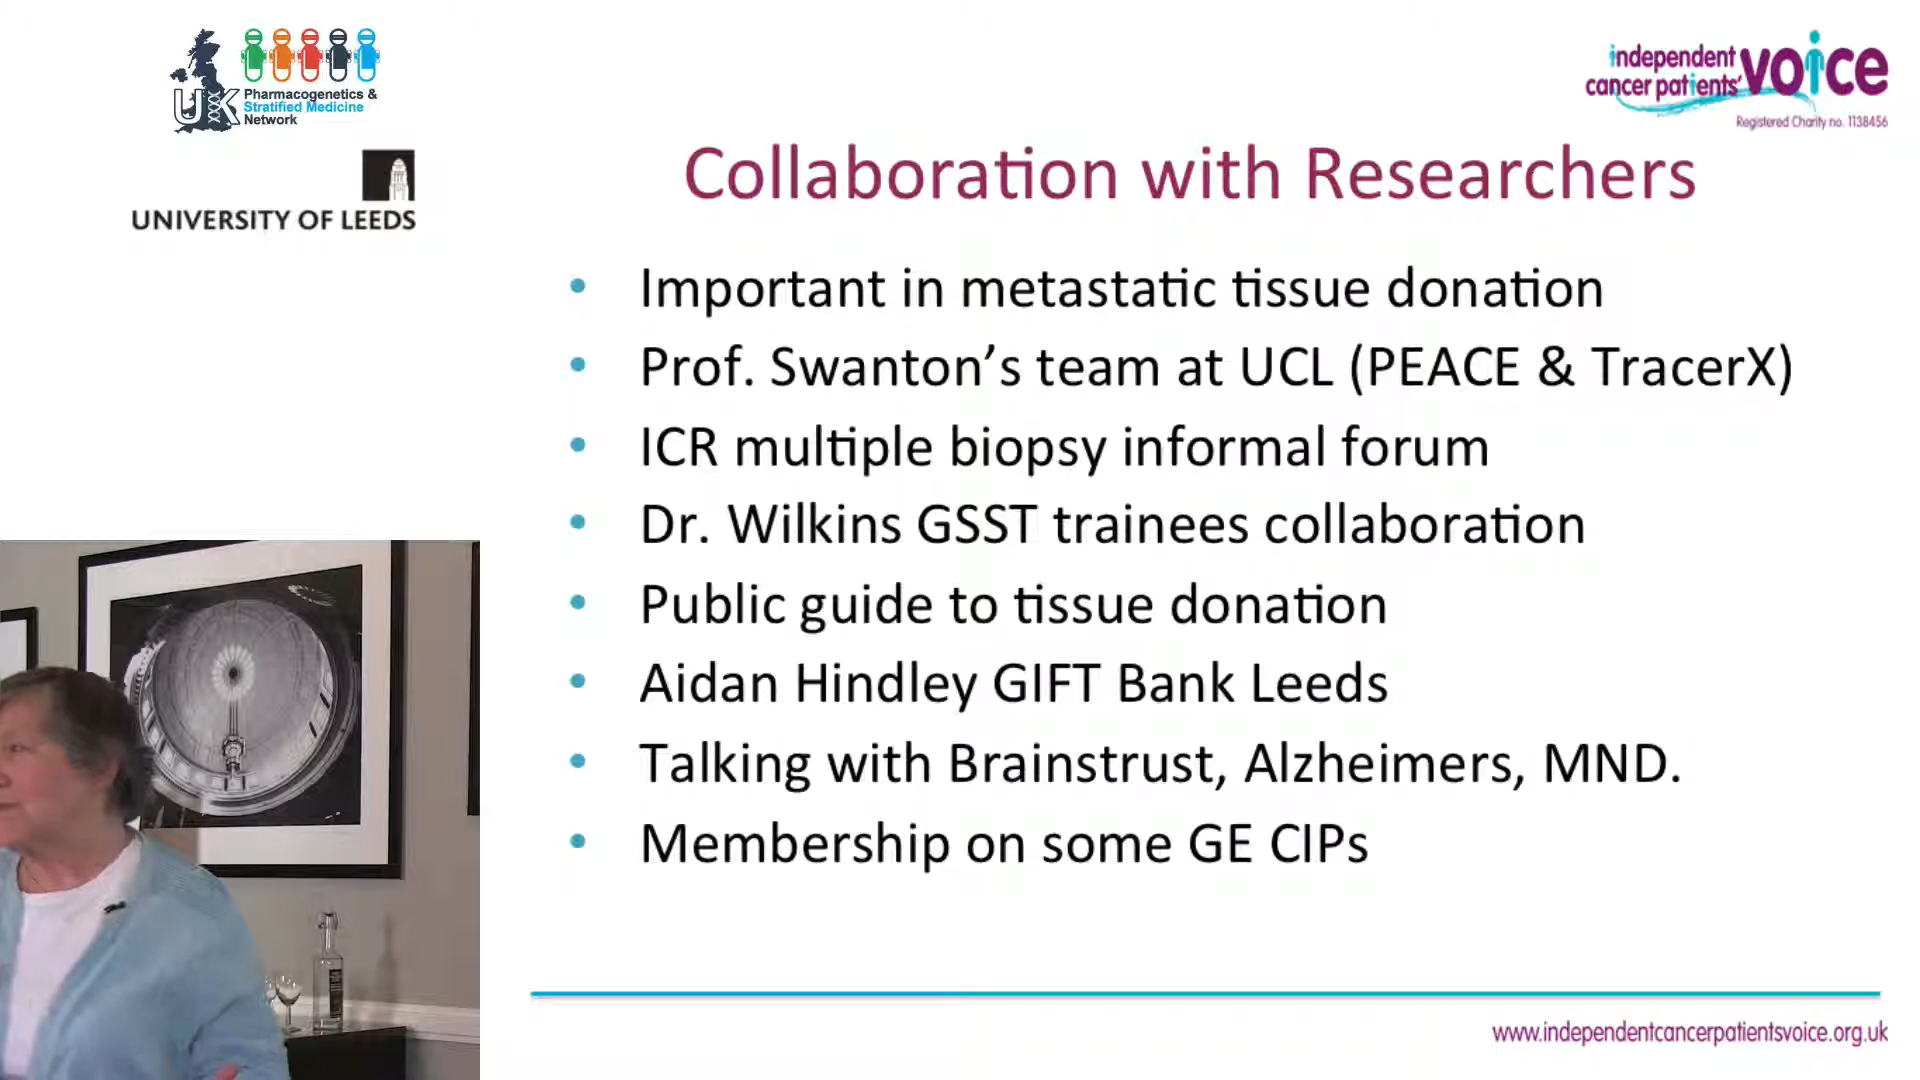 UK
Pharmacogenetics &
Stratified Medicine
Network
UNIVERSITY OF LEEDS
independent
cancer patients'
voice
Registered Charity no. 1138456
Collaboration with Researchers
• Important in metastatic tissue donation
• Prof. Swanton’s team at UCL (PEACE & TracerX)
• ICR multiple biopsy informal forum
• Dr. Wilkins GSST trainees collaboration
• Public guide to tissue donation
• Aidan Hindley GIFT Bank Leeds
• Talking with Brainstrust, Alzheimers, MND.
• Membership on some GE CIPs
www.independentcancerpatientsvoice.org.uk